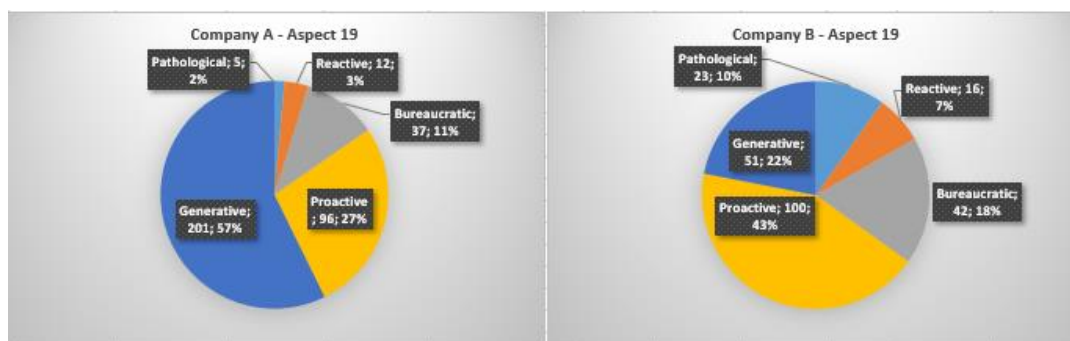 Company A - Aspect 19
Pathological; 5;
2%
Reactive; 12;
3%
Bureaucratic;
37; 11%
Proactive
; 96; 27%
Generative;
201; 57%
Company B - Aspect 19
Pathological;
23; 10%
Reactive; 16;
7%
Generative;
51; 22%
Bureaucratic;
42; 18%
Proactive; 100;
43%